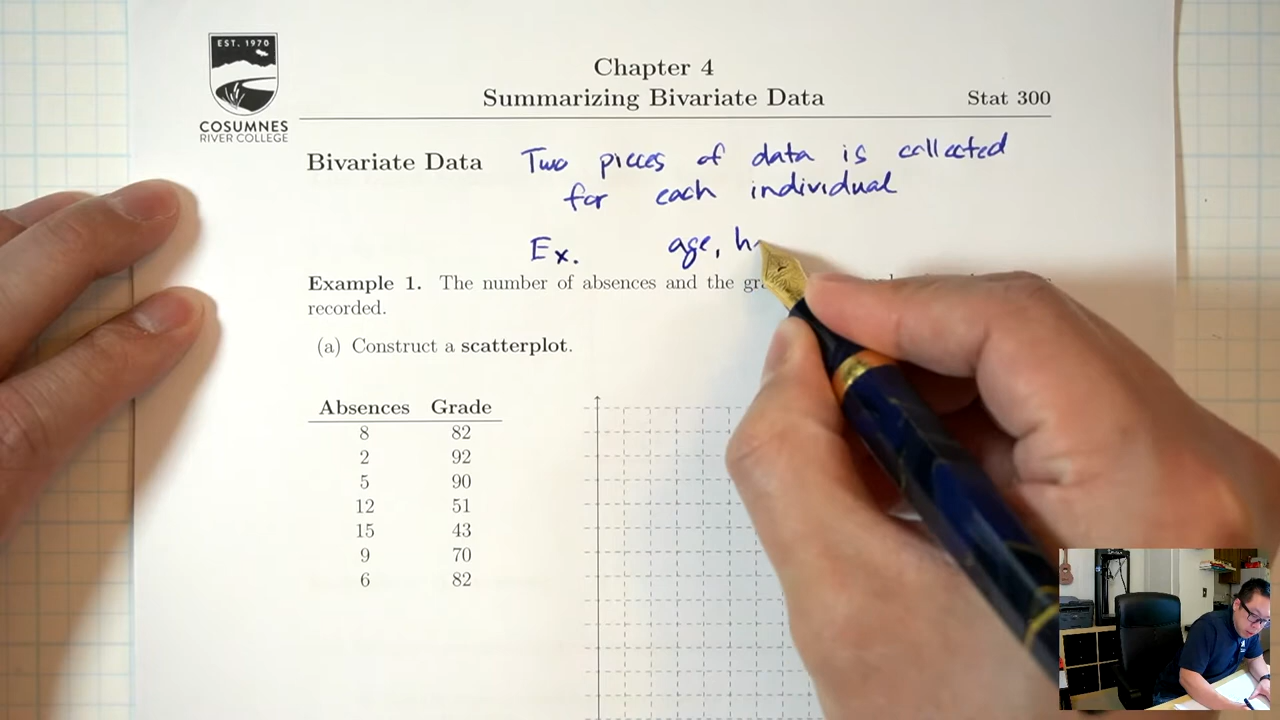 EST. 1970
COSUMNES
RIVER COLLEGE
Chapter 4
Summarizing Bivariate Data
Stat 300
Bivariate Data Two pieces of data is collected
for each individual
Ex. age, h
Example 1. The number of absences and the
recorded.
(a) Construct a scatterplot.
Absences Grade
8 82
2 92
5 90
12 51
15 43
9 70
6 82